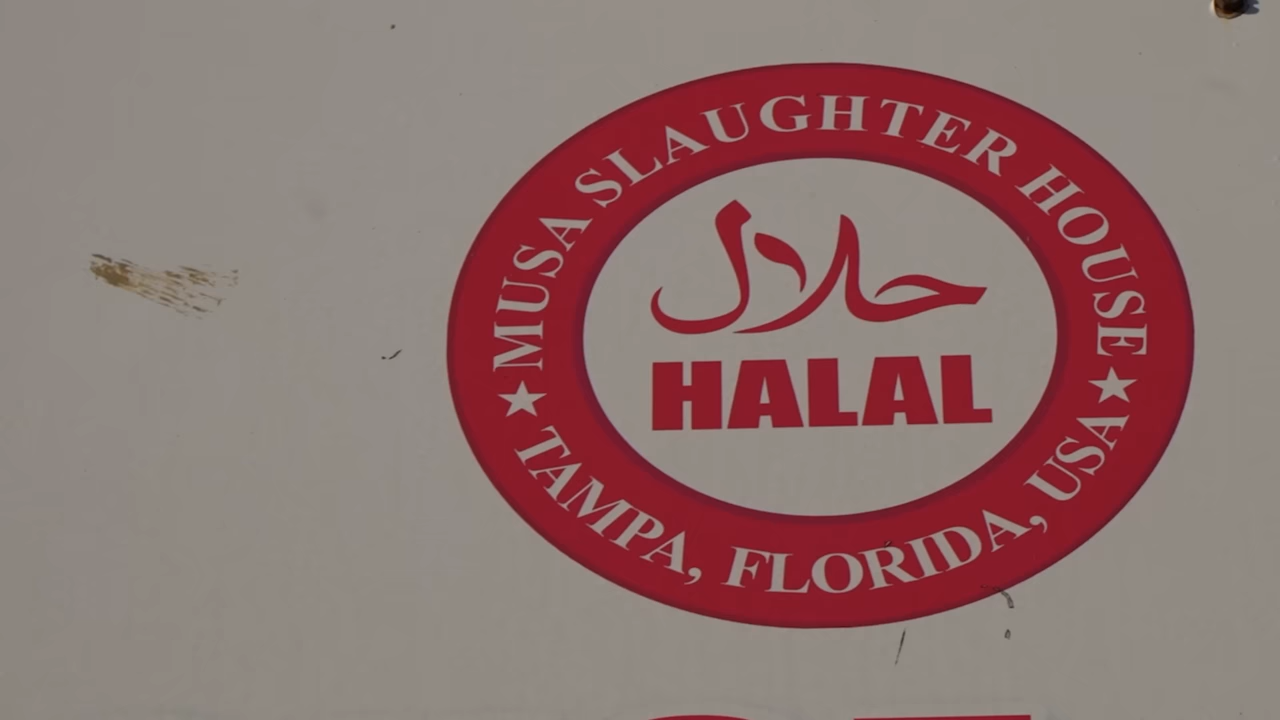 MUSA SLAUGHTER HOUSE
حلال
HALAL
★ TAMPA, FLORIDA, USA ★